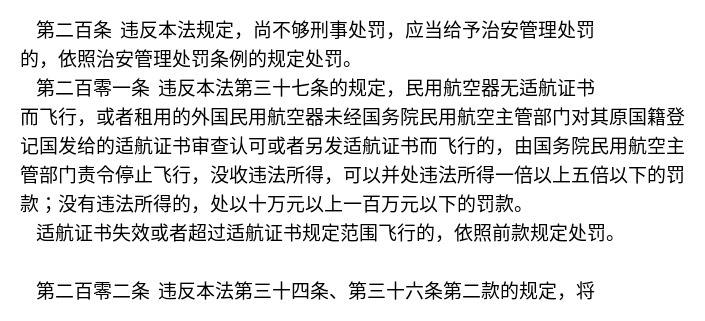 第二百条 违反本法规定，尚不够刑事处罚，应当给予治安管理处罚
的，依照治安管理处罚条例的规定处罚。
第二百零一条 违反本法第三十七条的规定，民用航空器无适航证书
而飞行，或者租用的外国民用航空器未经国务院民用航空主管部门对其原国籍登
记国发给的适航证书审查认可或者另发适航证书而飞行的，由国务院民用航空主
管部门责令停止飞行，没收违法所得，可以并处违法所得一倍以上五倍以下的罚
款；没有违法所得的，处以十万元以上一百万元以下的罚款。
适航证书失效或者超过适航证书规定范围飞行的，依照前款规定处罚。
第二百零二条 违反本法第三十四条、第三十六条第二款的规定，将